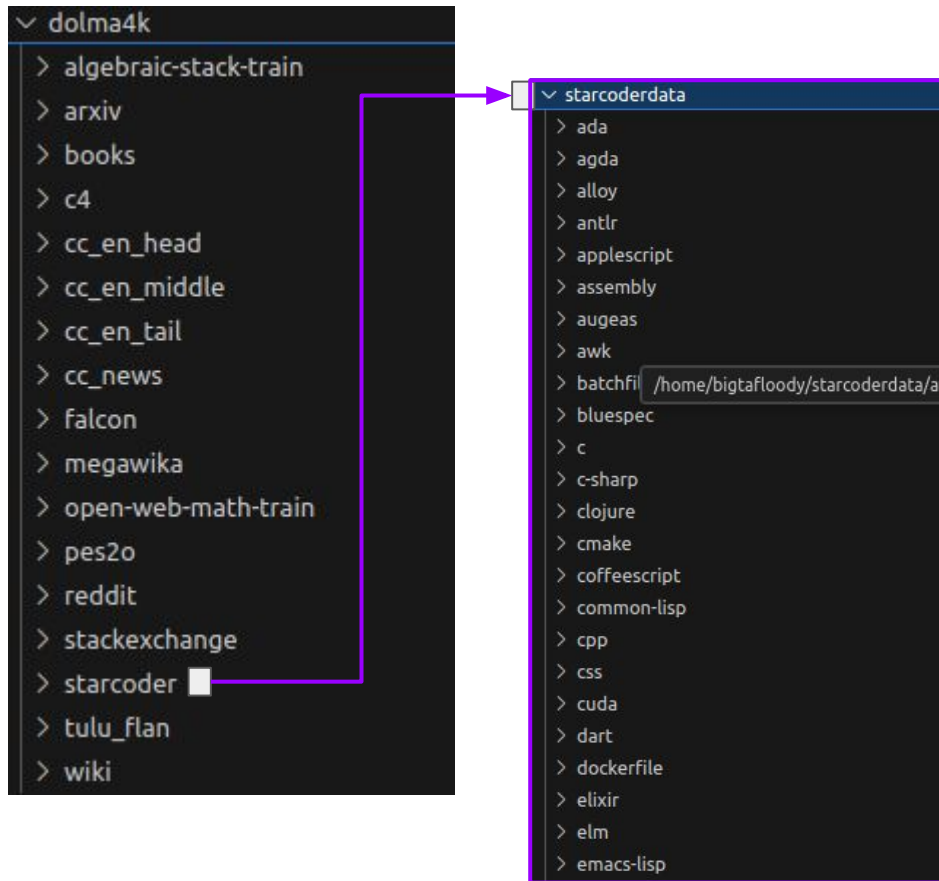 dolma4k
algebraic-stack-train
arxiv
books
c4
cc_en_head
cc_en_middle
cc_en_tail
cc_news
falcon
megawika
open-web-math-train
pes2o
reddit
stackexchange
starcoder
tulu_flan
wiki
starcoderdata
ada
agda
alloy
antlr
applescript
assembly
augeas
awk
batchfil /home/bigtafloody/starcoderdata/a
bluespec
c
c-sharp
clojure
cmake
coffeescript
common-lisp
cpp
css
cuda
dart
dockerfile
elixir
elm
emacs-lisp